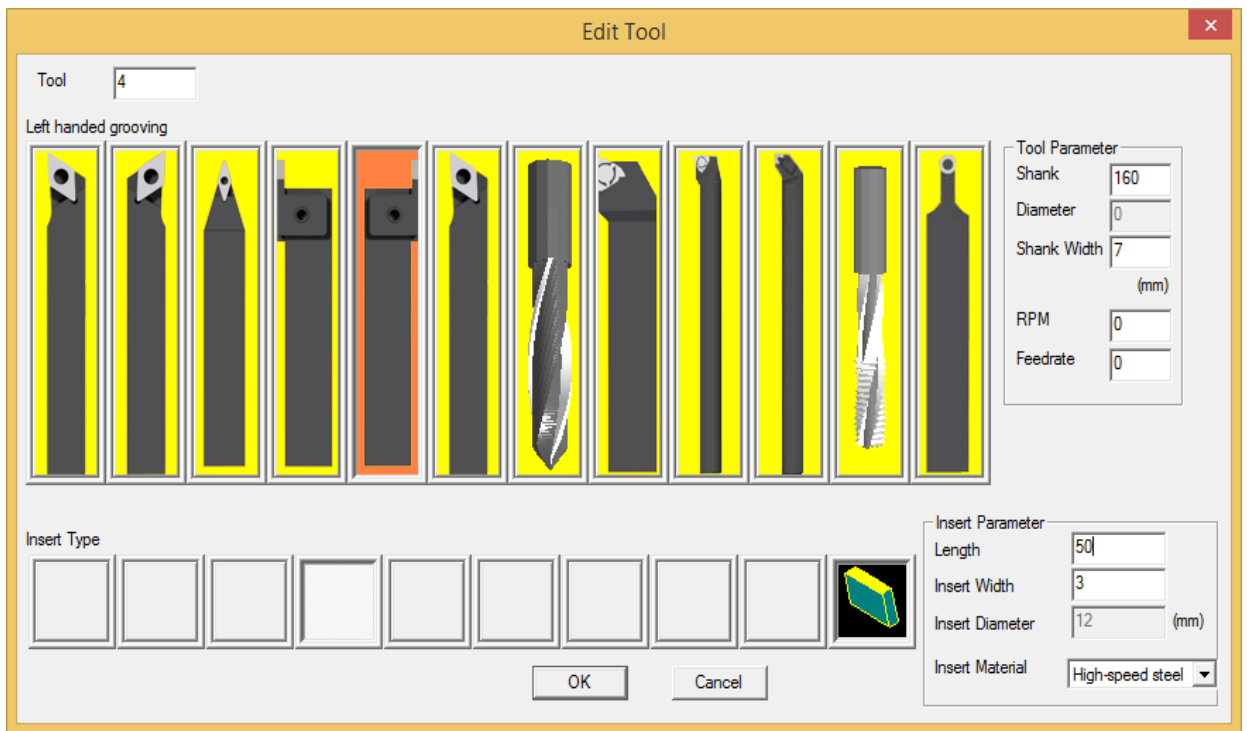 Edit Tool
Tool 4
Left handed grooving
Tool Parameter
Shank 160
Diameter 0
Shank Width 7
(mm)
RPM 0
Feedrate 0
Insert Type
Insert Parameter
Length 50
Insert Width 3
Insert Diameter 12 (mm)
Insert Material High-speed steel
OK Cancel